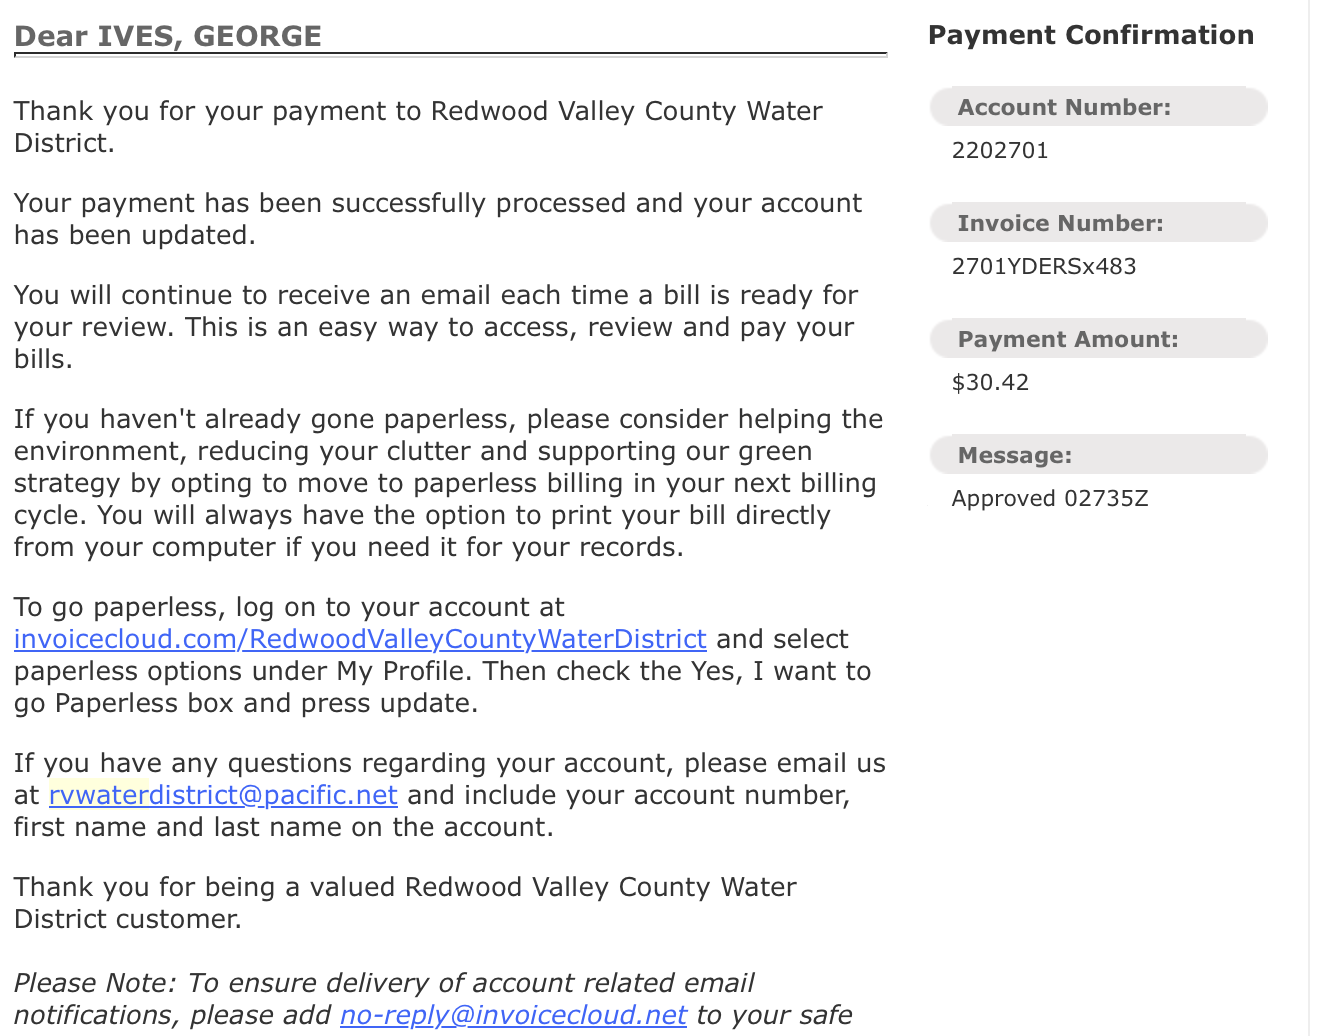 Dear IVES, GEORGE
Thank you for your payment to Redwood Valley County Water
District.
Your payment has been successfully processed and your account
has been updated.
You will continue to receive an email each time a bill is ready for
your review. This is an easy way to access, review and pay your
bills.
If you haven't already gone paperless, please consider helping the
environment, reducing your clutter and supporting our green
strategy by opting to move to paperless billing in your next billing
cycle. You will always have the option to print your bill directly
from your computer if you need it for your records.
To go paperless, log on to your account at
invoicecloud.com/RedwoodValleyCountyWaterDistrict and select
paperless options under My Profile. Then check the Yes, I want to
go Paperless box and press update.
If you have any questions regarding your account, please email us
at rvwaterdistrict@pacific.net and include your account number,
first name and last name on the account.
Thank you for being a valued Redwood Valley County Water
District customer.
Please Note: To ensure delivery of account related email
notifications, please add no-reply@invoicecloud.net to your safe
Payment Confirmation
Account Number:
2202701
Invoice Number:
2701YDERSx483
Payment Amount:
$30.42
Message:
Approved 02735Z